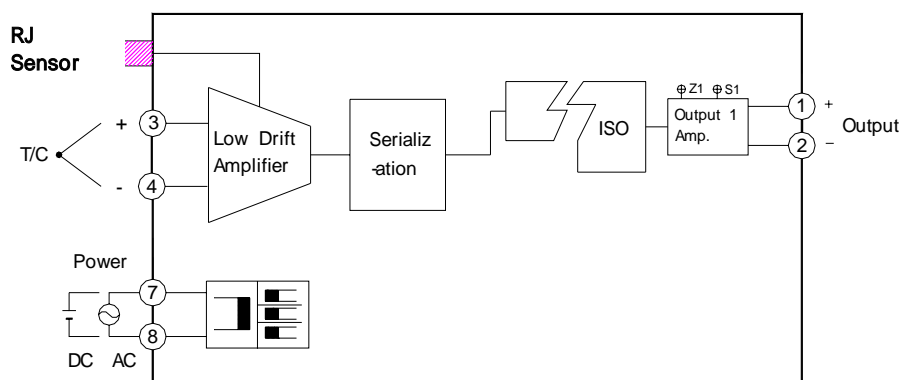 RJ
Sensor
T/C
+
3
-
4
Low Drift
Amplifier
Serializ
-ation
ISO
Z1
S1
Output 1
Amp.
1
+
2
−
Output
Power
7
8
DC
AC